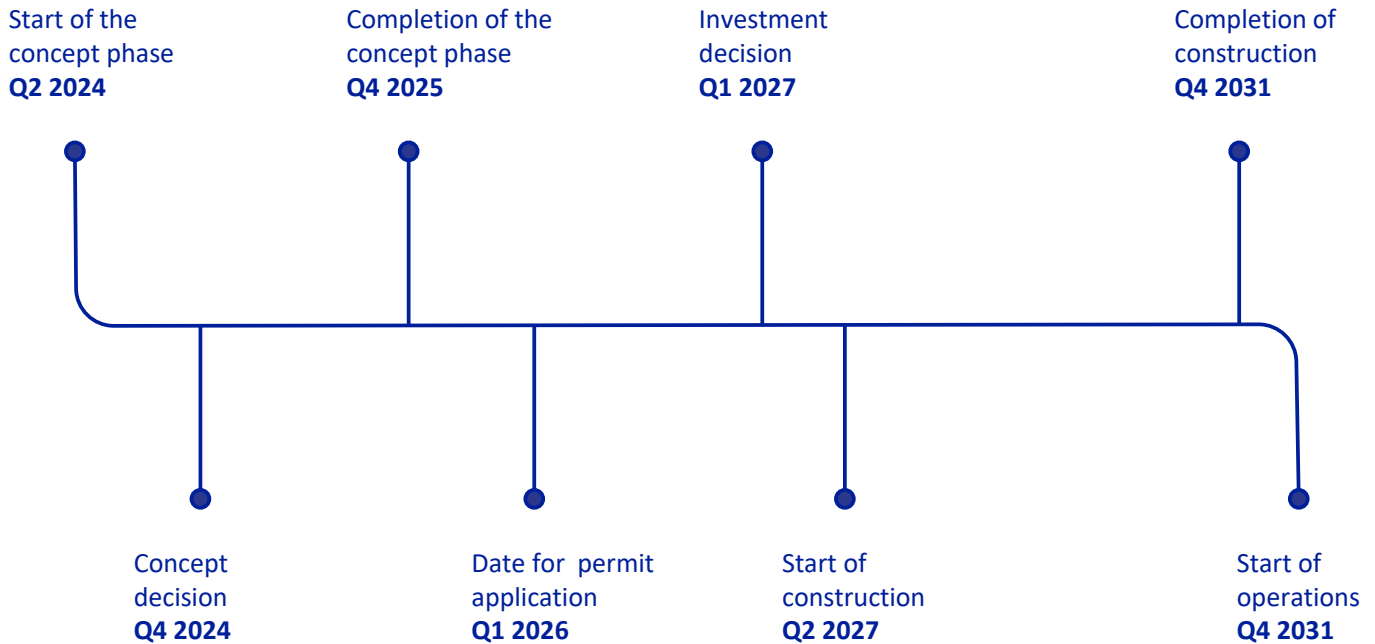 Start of the
concept phase
Q2 2024
Completion of the
concept phase
Q4 2025
Investment
decision
Q1 2027
Completion of
construction
Q4 2031
Concept
decision
Q4 2024
Date for  permit
application
Q1 2026
Start of
construction
Q2 2027
Start of
operations
Q4 2031